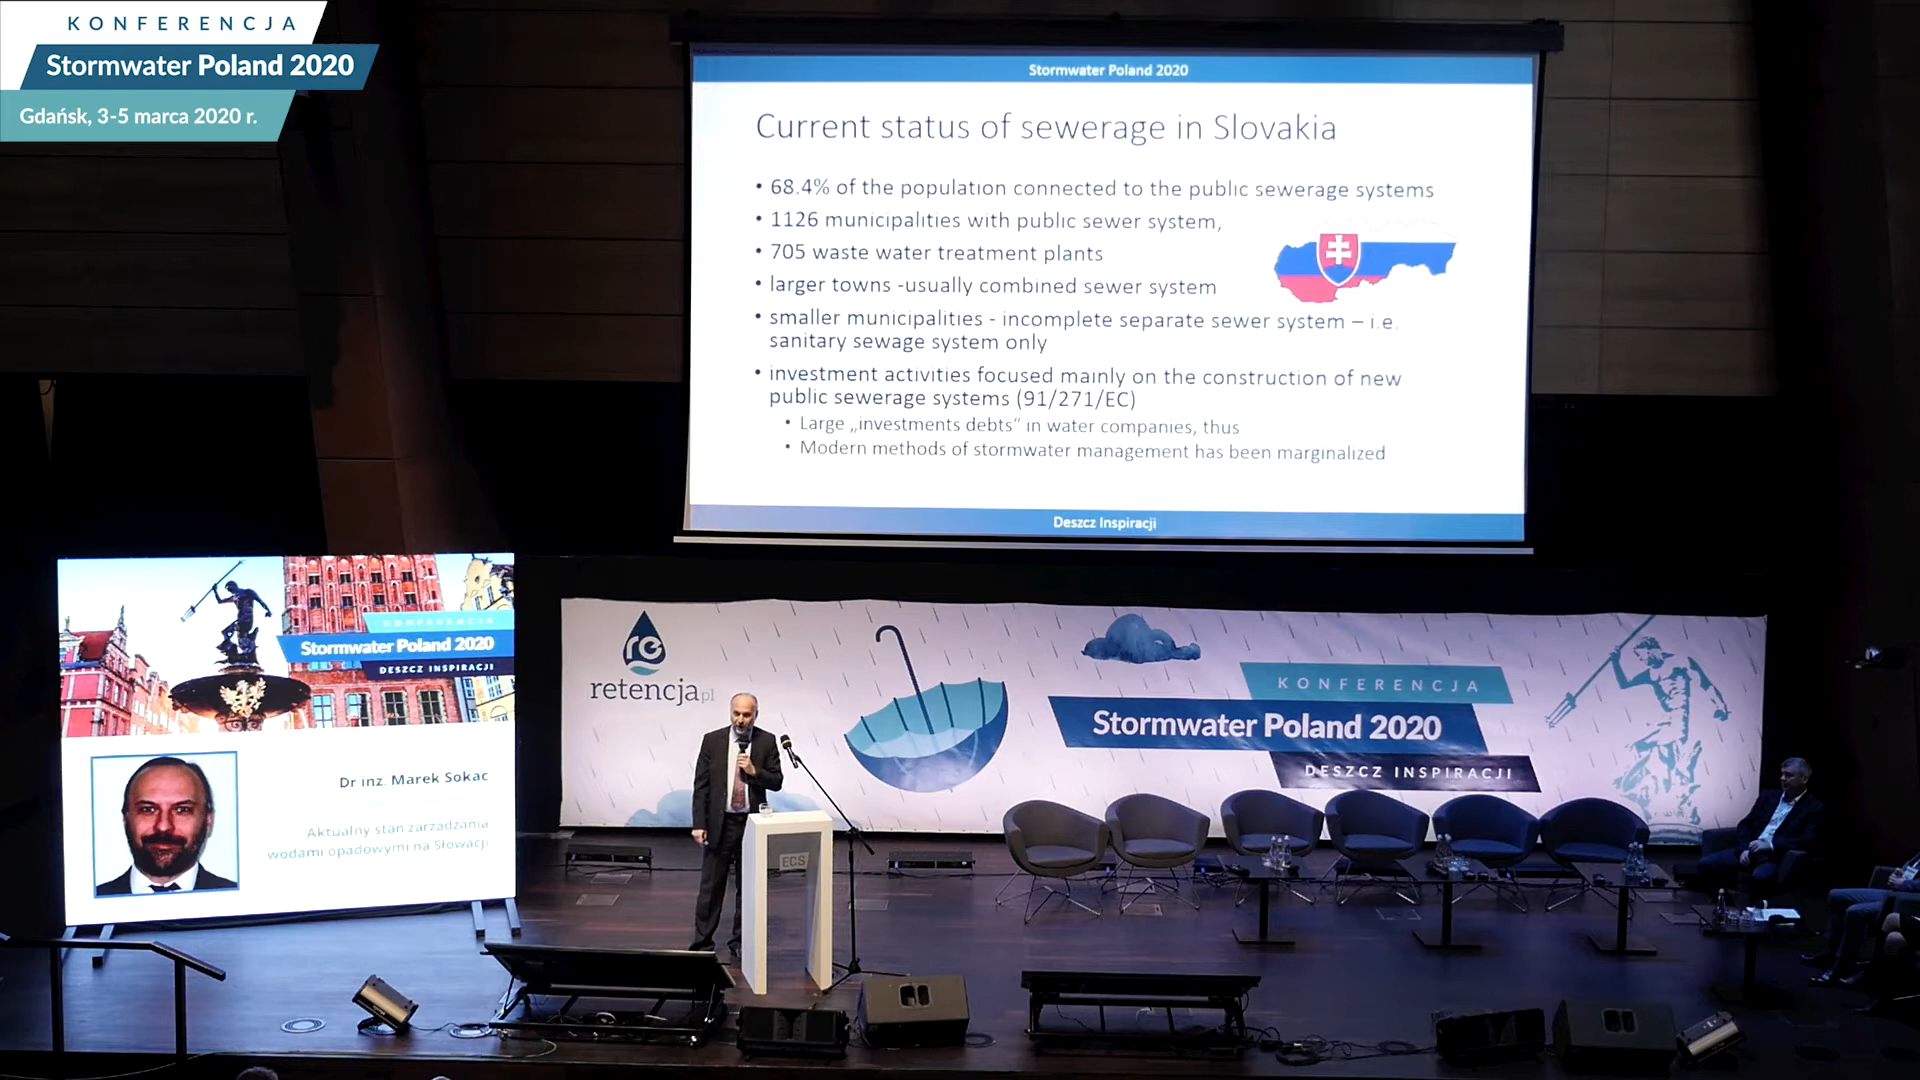 KONFERENCJA
Stormwater Poland 2020
Gdańsk, 3-5 marca 2020 r.
Stormwater Poland 2020
Current status of sewerage in Slovakia
• 68.4% of the population connected to the public sewerage systems
• 1126 municipalities with public sewer system,
• 705 waste water treatment plants
• larger towns -usually combined sewer system
• smaller municipalities - incomplete separate sewer system – i.e.
sanitary sewage system only
• investment activities focused mainly on the construction of new
public sewerage systems (91/271/EC)
• Large „investments debts“ in water companies, thus
• Modern methods of stormwater management has been marginalized
Deszcz Inspiracji
KONFERENCJA
Stormwater Poland 2020
DESZCZ INSPIRACJI
Dr inż. Marek Sokac
Aktualny stan zarządzania
wodami opadowymi na Słowacji
re
retencja.pl
KONFERENCJA
Stormwater Poland 2020
DESZCZ INSPIRACJI
ECS